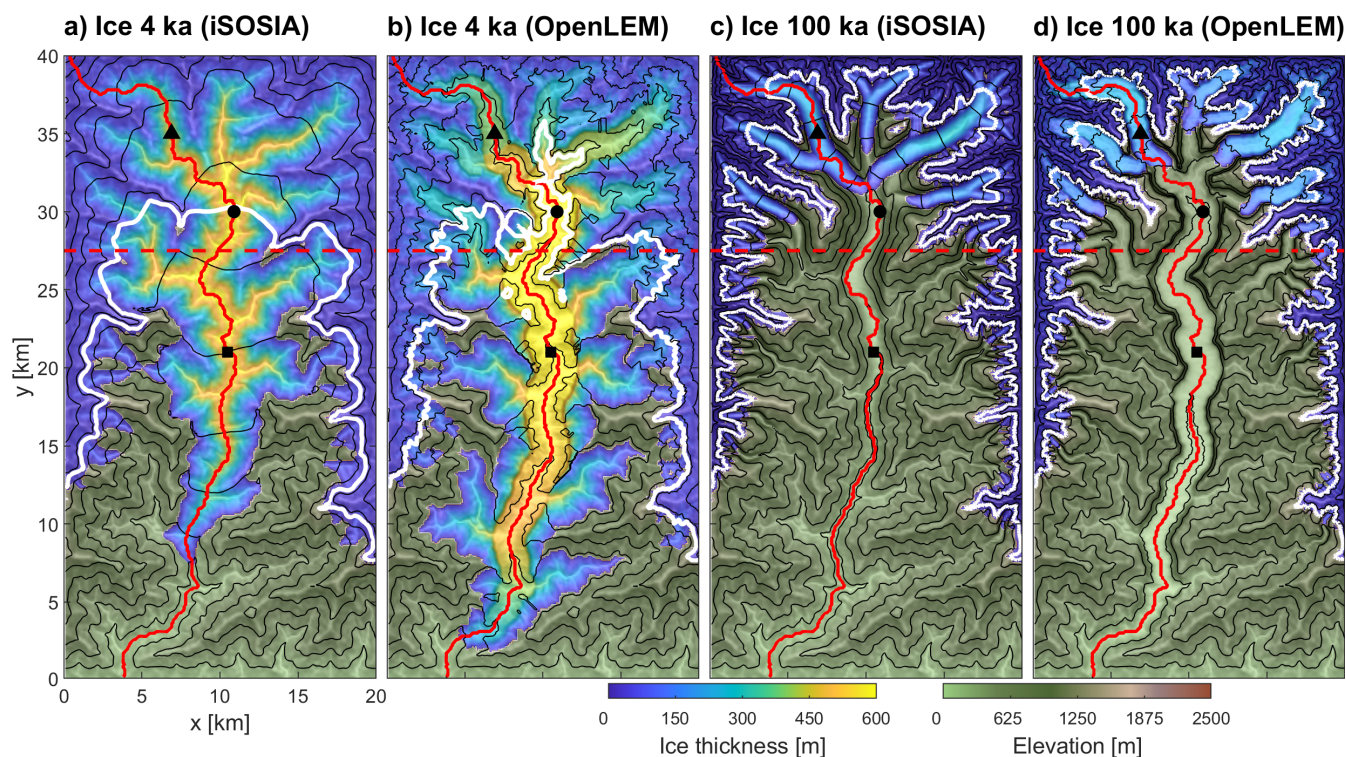 a) Ice 4 ka (iSOSIA)
b) Ice 4 ka (OpenLEM)
c) Ice 100 ka (iSOSIA)
d) Ice 100 ka (OpenLEM)
40
35
30
25
20
15
10
5
0
y [km]
0 5 10 15 20
x [km]
0 150 300 450 600
Ice thickness [m]
0 625 1250 1875 2500
Elevation [m]